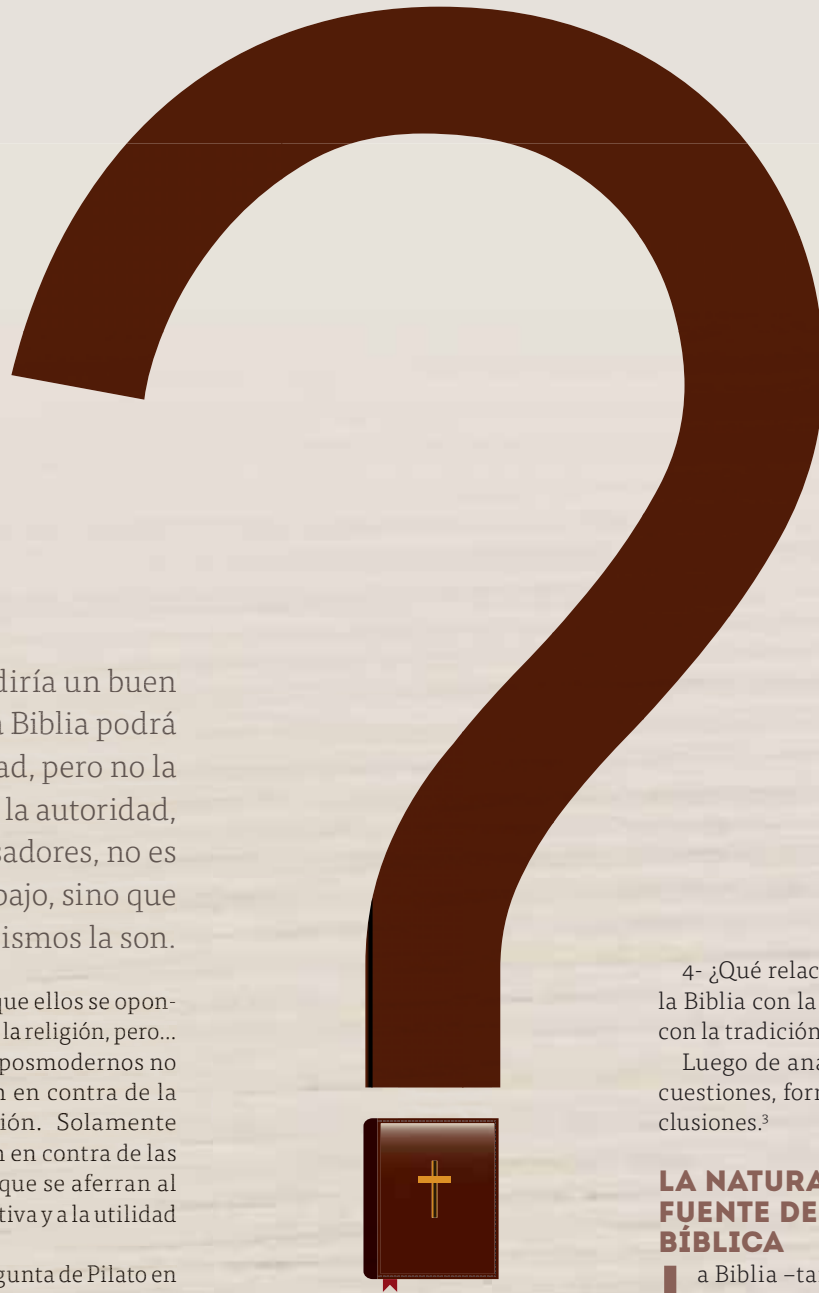 diría un buen
Biblia podrá
ad, pero no la
la autoridad,
sadores, no es
bajo, sino que
ismos la son.
que ellos se opon-
la religión, pero...
posmodernos no
n en contra de la
ión. Solamente
n en contra de las
que se aferran al
tiva y a la utilidad
gunta de Pilato en
4- ¿Qué relac
la Biblia con la
con la tradición
Luego de ana
cuestiones, forn
clusiones.³
LA NATURA
FUENTE DE
BÍBLICA
a Biblia –ta